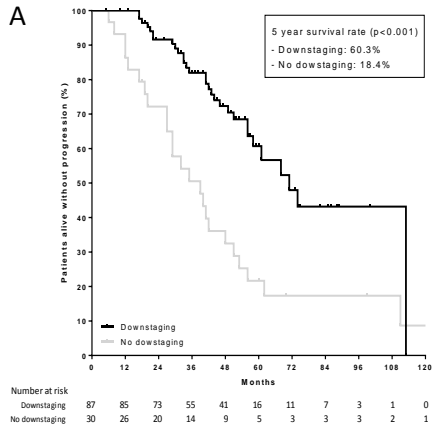 A
5 year survival rate (p<0.001)
- Downstaging: 60.3%
- No dowstaging: 18.4%
Patients alive without progression (%)
100
90
80
70
60
50
40
30
20
10
0
Downstaging
No dowstaging
0 12 24 36 48 60 72 84 96 108 120
Months
Number at risk
Downstaging 87 85 73 55 41 16 11 7 3 1 0
No downstaging 30 26 20 14 9 5 3 3 3 2 1